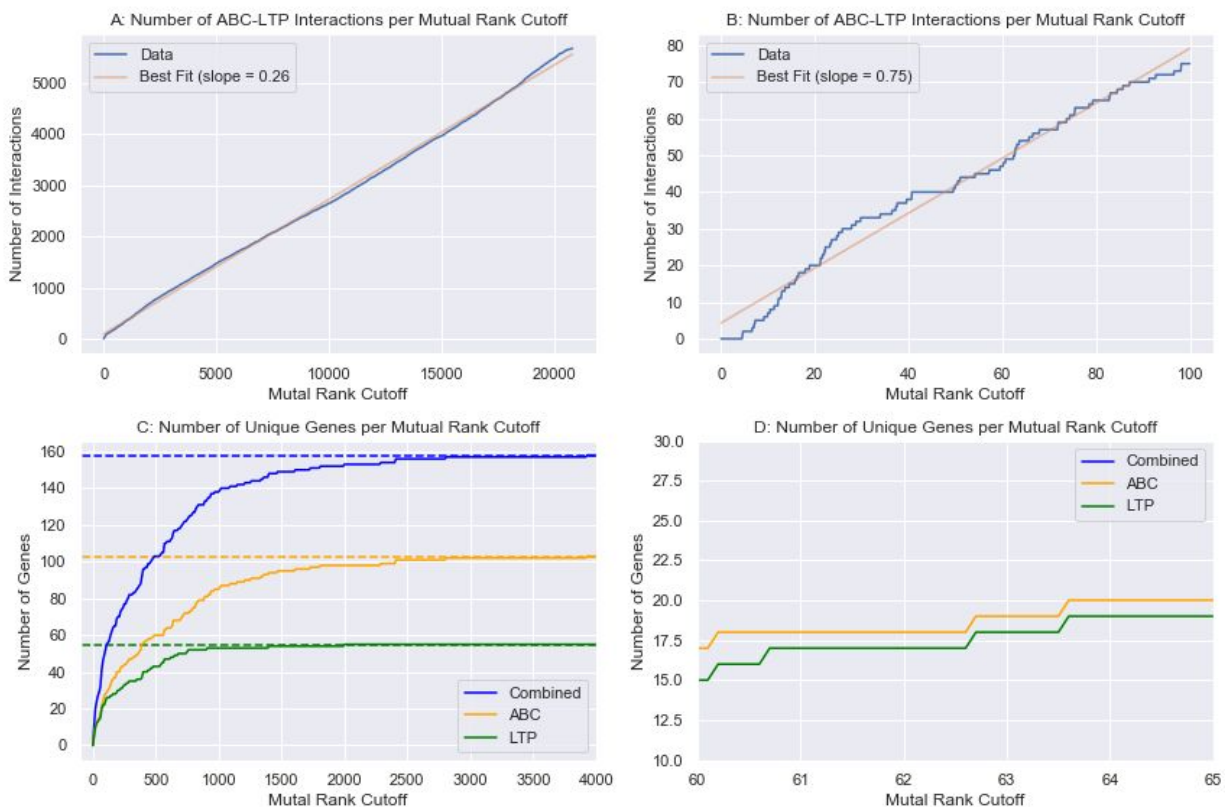 A: Number of ABC-LTP Interactions per Mutual Rank Cutoff
Data
Best Fit (slope = 0.26
Number of Interactions
5000
4000
3000
2000
1000
0
0 5000 10000 15000 20000
Mutal Rank Cutoff
B: Number of ABC-LTP Interactions per Mutual Rank Cutoff
Data
Best Fit (slope = 0.75)
Number of Interactions
80
70
60
50
40
30
20
10
0
0 20 40 60 80 100
Mutal Rank Cutoff
C: Number of Unique Genes per Mutual Rank Cutoff
Number of Genes
160
140
120
100
80
60
40
20
0
Combined
ABC
LTP
0 500 1000 1500 2000 2500 3000 3500 4000
Mutal Rank Cutoff
D: Number of Unique Genes per Mutual Rank Cutoff
Number of Genes
30.0
27.5
25.0
22.5
20.0
17.5
15.0
12.5
10.0
Combined
ABC
LTP
60 61 62 63 64 65
Mutal Rank Cutoff